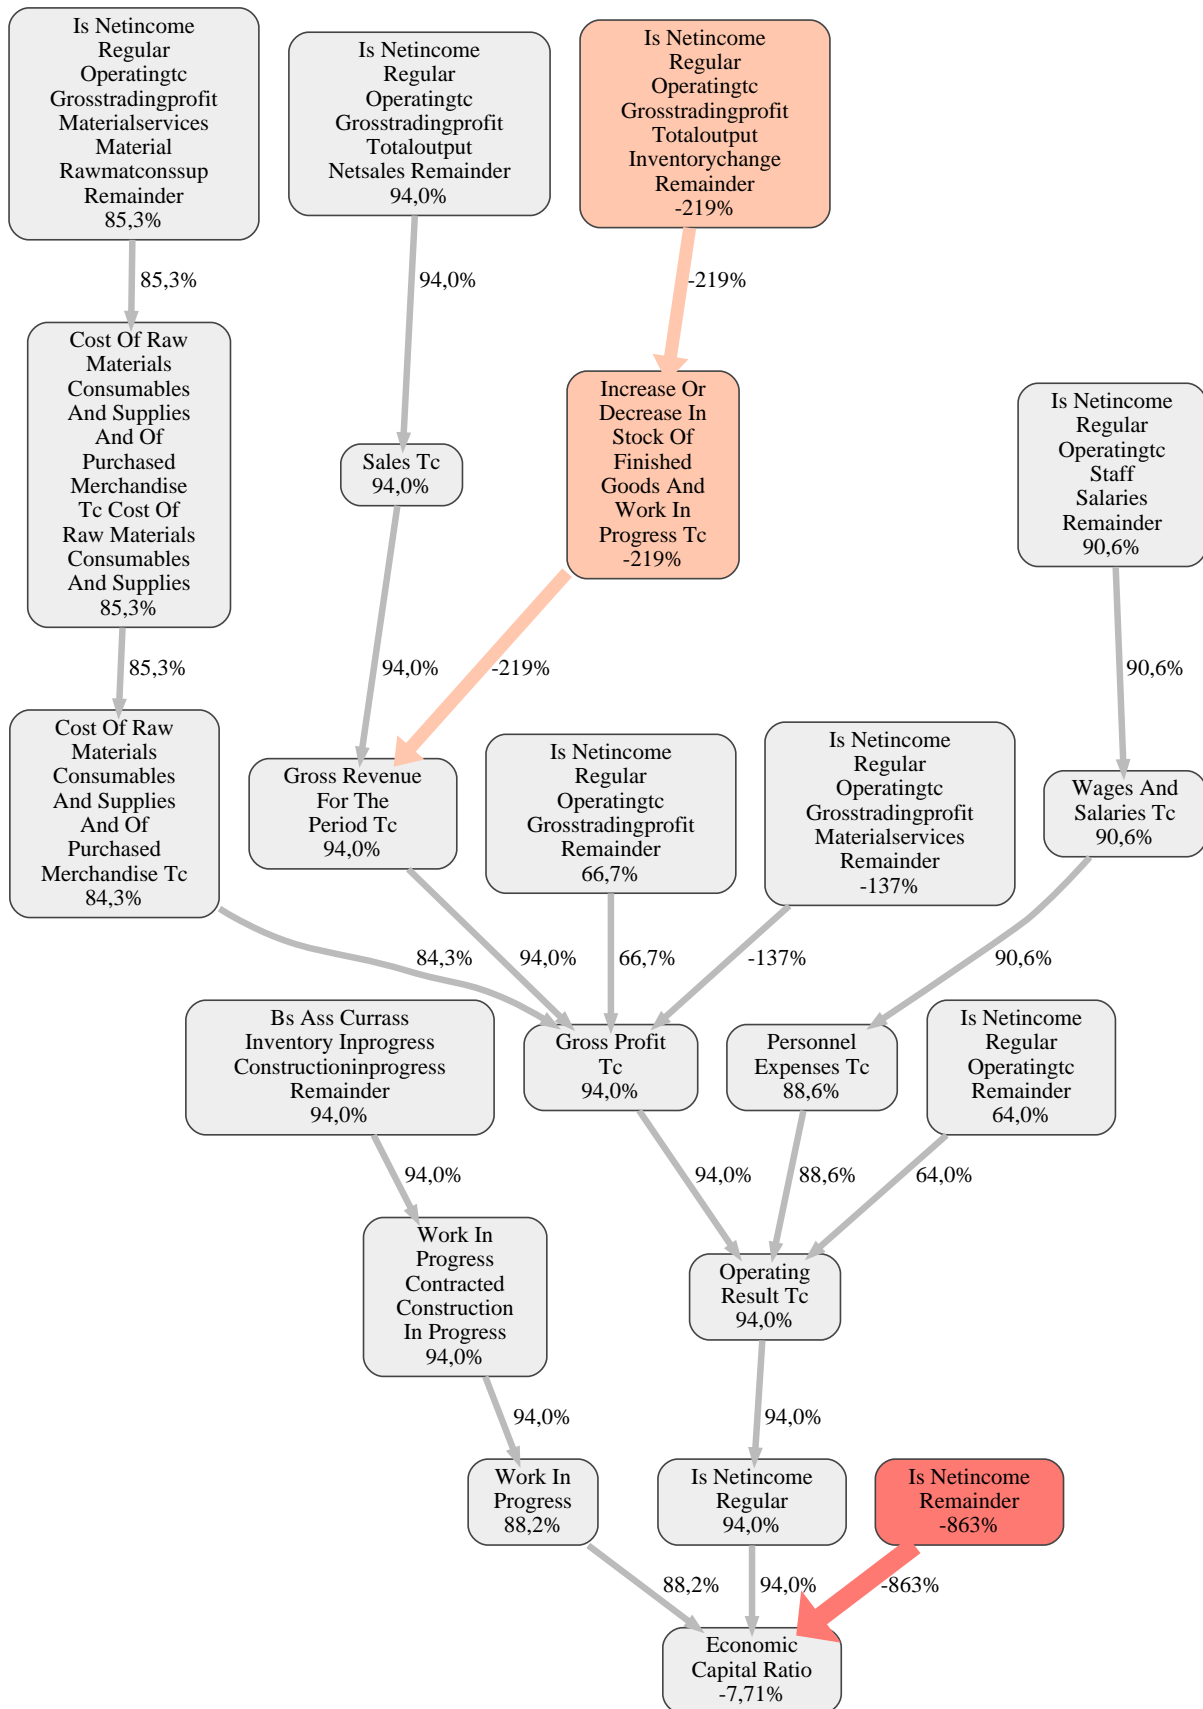 Is Netincome
Regular
Operatingtc
Grosstradingprofit
Materialservices
Material
Rawmatconssup
Remainder
85,3%
Is Netincome
Regular
Operatingtc
Grosstradingprofit
Totaloutput
Netsales Remainder
94,0%
Is Netincome
Regular
Operatingtc
Grosstradingprofit
Totaloutput
Inventorychange
Remainder
-219%
85,3%
94,0%
-219%
Cost Of Raw
Materials
Consumables
And Supplies
And Of
Purchased
Merchandise
Tc Cost Of
Raw Materials
Consumables
And Supplies
85,3%
Sales Tc
94,0%
Increase Or
Decrease In
Stock Of
Finished
Goods And
Work In
Progress Tc
-219%
Is Netincome
Regular
Operatingtc
Staff
Salaries
Remainder
90,6%
85,3%
94,0%
-219%
90,6%
Cost Of Raw
Materials
Consumables
And Supplies
And Of
Purchased
Merchandise Tc
84,3%
Gross Revenue
For The
Period Tc
94,0%
Is Netincome
Regular
Operatingtc
Grosstradingprofit
Remainder
66,7%
Is Netincome
Regular
Operatingtc
Grosstradingprofit
Materialservices
Remainder
-137%
Wages And
Salaries Tc
90,6%
84,3%
94,0%
66,7%
-137%
90,6%
Bs Ass Currass
Inventory Inprogress
Constructioninprogress
Remainder
94,0%
Gross Profit
Tc
94,0%
Personnel
Expenses Tc
88,6%
Is Netincome
Regular
Operatingtc
Remainder
64,0%
94,0%
94,0%
88,6%
64,0%
Work In
Progress
Contracted
Construction
In Progress
94,0%
Operating
Result Tc
94,0%
94,0%
94,0%
Work In
Progress
88,2%
Is Netincome
Regular
94,0%
Is Netincome
Remainder
-863%
88,2%
94,0%
-863%
Economic
Capital Ratio
-7,71%